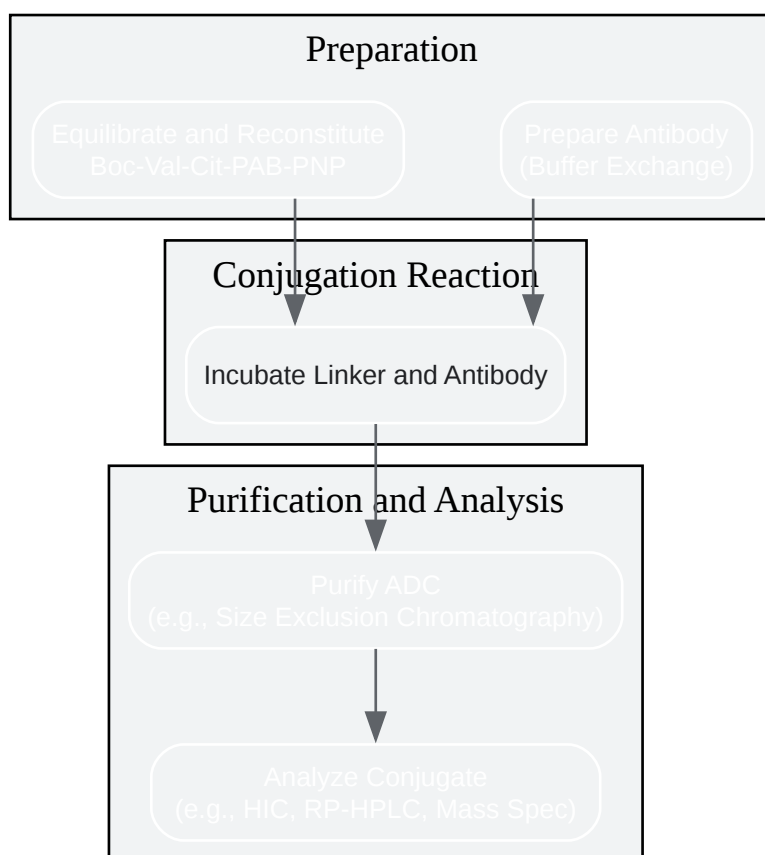 Preparation
Equilibrate and Reconstitute
Boc-Val-Cit-PAB-PNP
Prepare Antibody
(Buffer Exchange)
Conjugation Reaction
Incubate Linker and Antibody
Purification and Analysis
Purify ADC
(e.g., Size Exclusion Chromatography)
Analyze Conjugate
(e.g., HIC, RP-HPLC, Mass Spec)